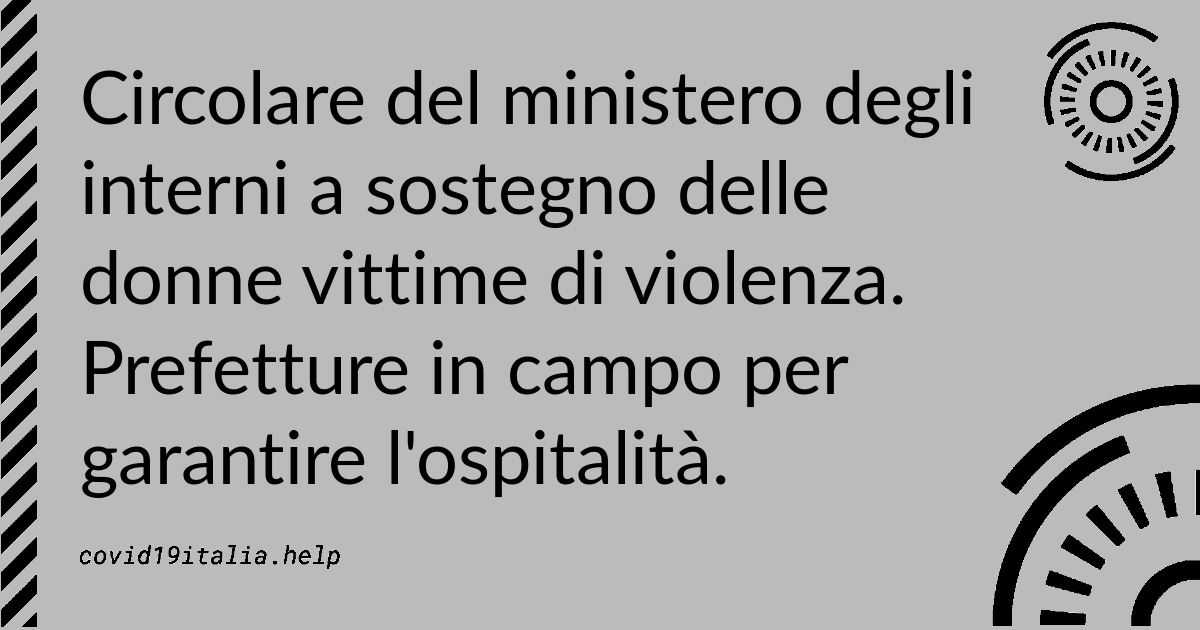 Circolare del ministero degli
interni a sostegno delle
donne vittime di violenza.
Prefetture in campo per
garantire l'ospitalità.
covid19italia.help